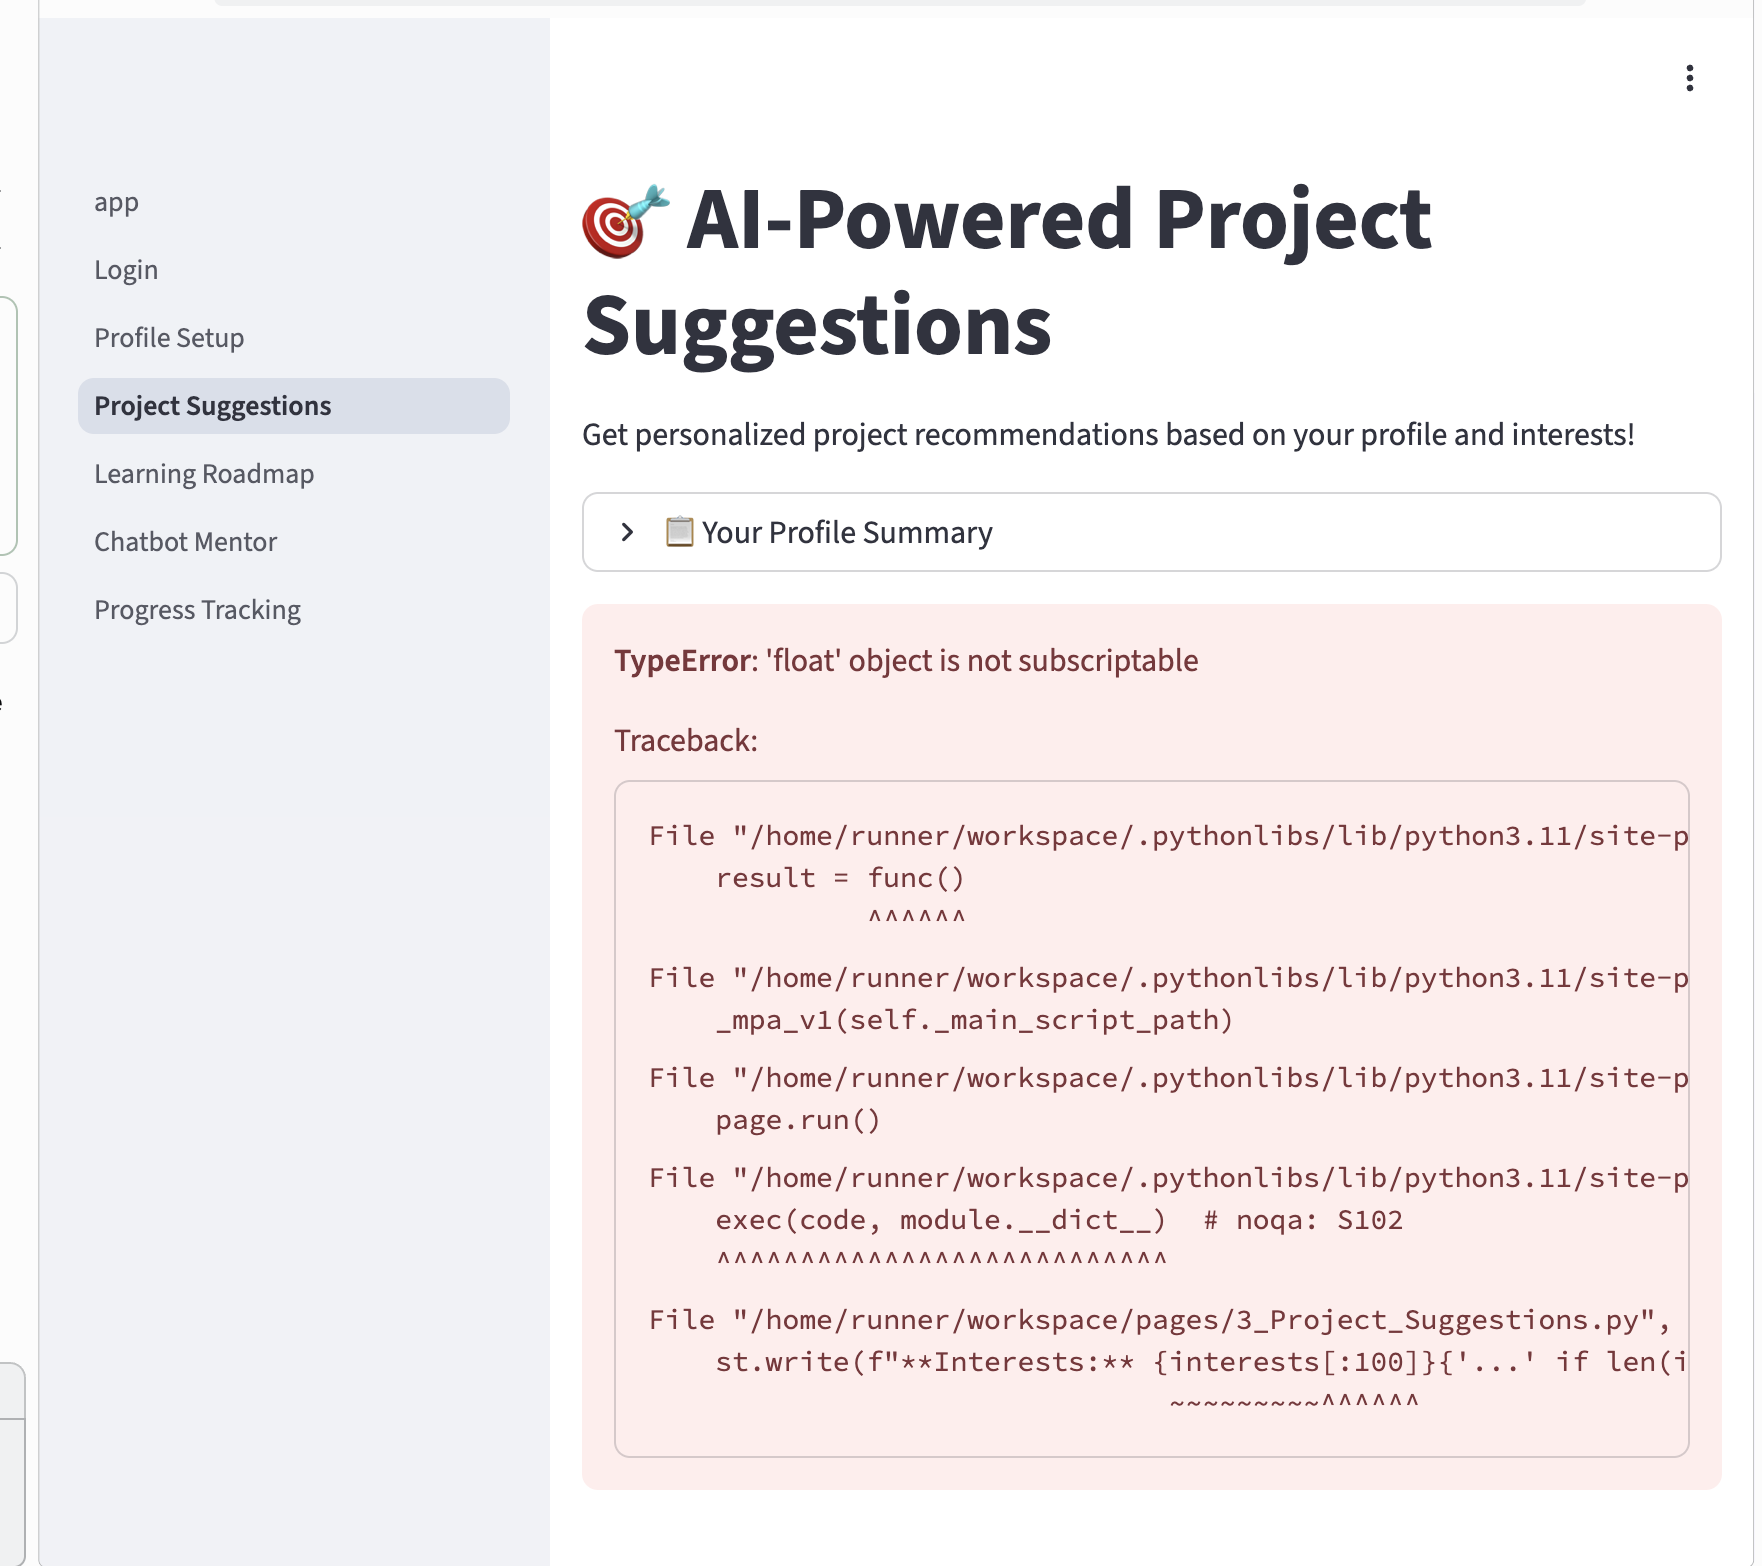 app
Login
Profile Setup
Project Suggestions
Learning Roadmap
Chatbot Mentor
Progress Tracking
🎯 AI-Powered Project
Suggestions
Get personalized project recommendations based on your profile and interests!
📋 Your Profile Summary
TypeError: 'float' object is not subscriptable
Traceback:
File "/home/runner/workspace/.pythonlibs/lib/python3.11/site-p
result = func()
^^^^^^
File "/home/runner/workspace/.pythonlibs/lib/python3.11/site-p
_mpa_v1(self._main_script_path)
File "/home/runner/workspace/.pythonlibs/lib/python3.11/site-p
page.run()
File "/home/runner/workspace/.pythonlibs/lib/python3.11/site-p
exec(code, module.__dict__)  # noqa: S102
^^^^^^^^^^^^^^^^^^^^^^^^^^^
File "/home/runner/workspace/pages/3_Project_Suggestions.py",
st.write(f"**Interests:** {interests[:100]}{'...' if len(i
~~~~~~~~~^^^^^^